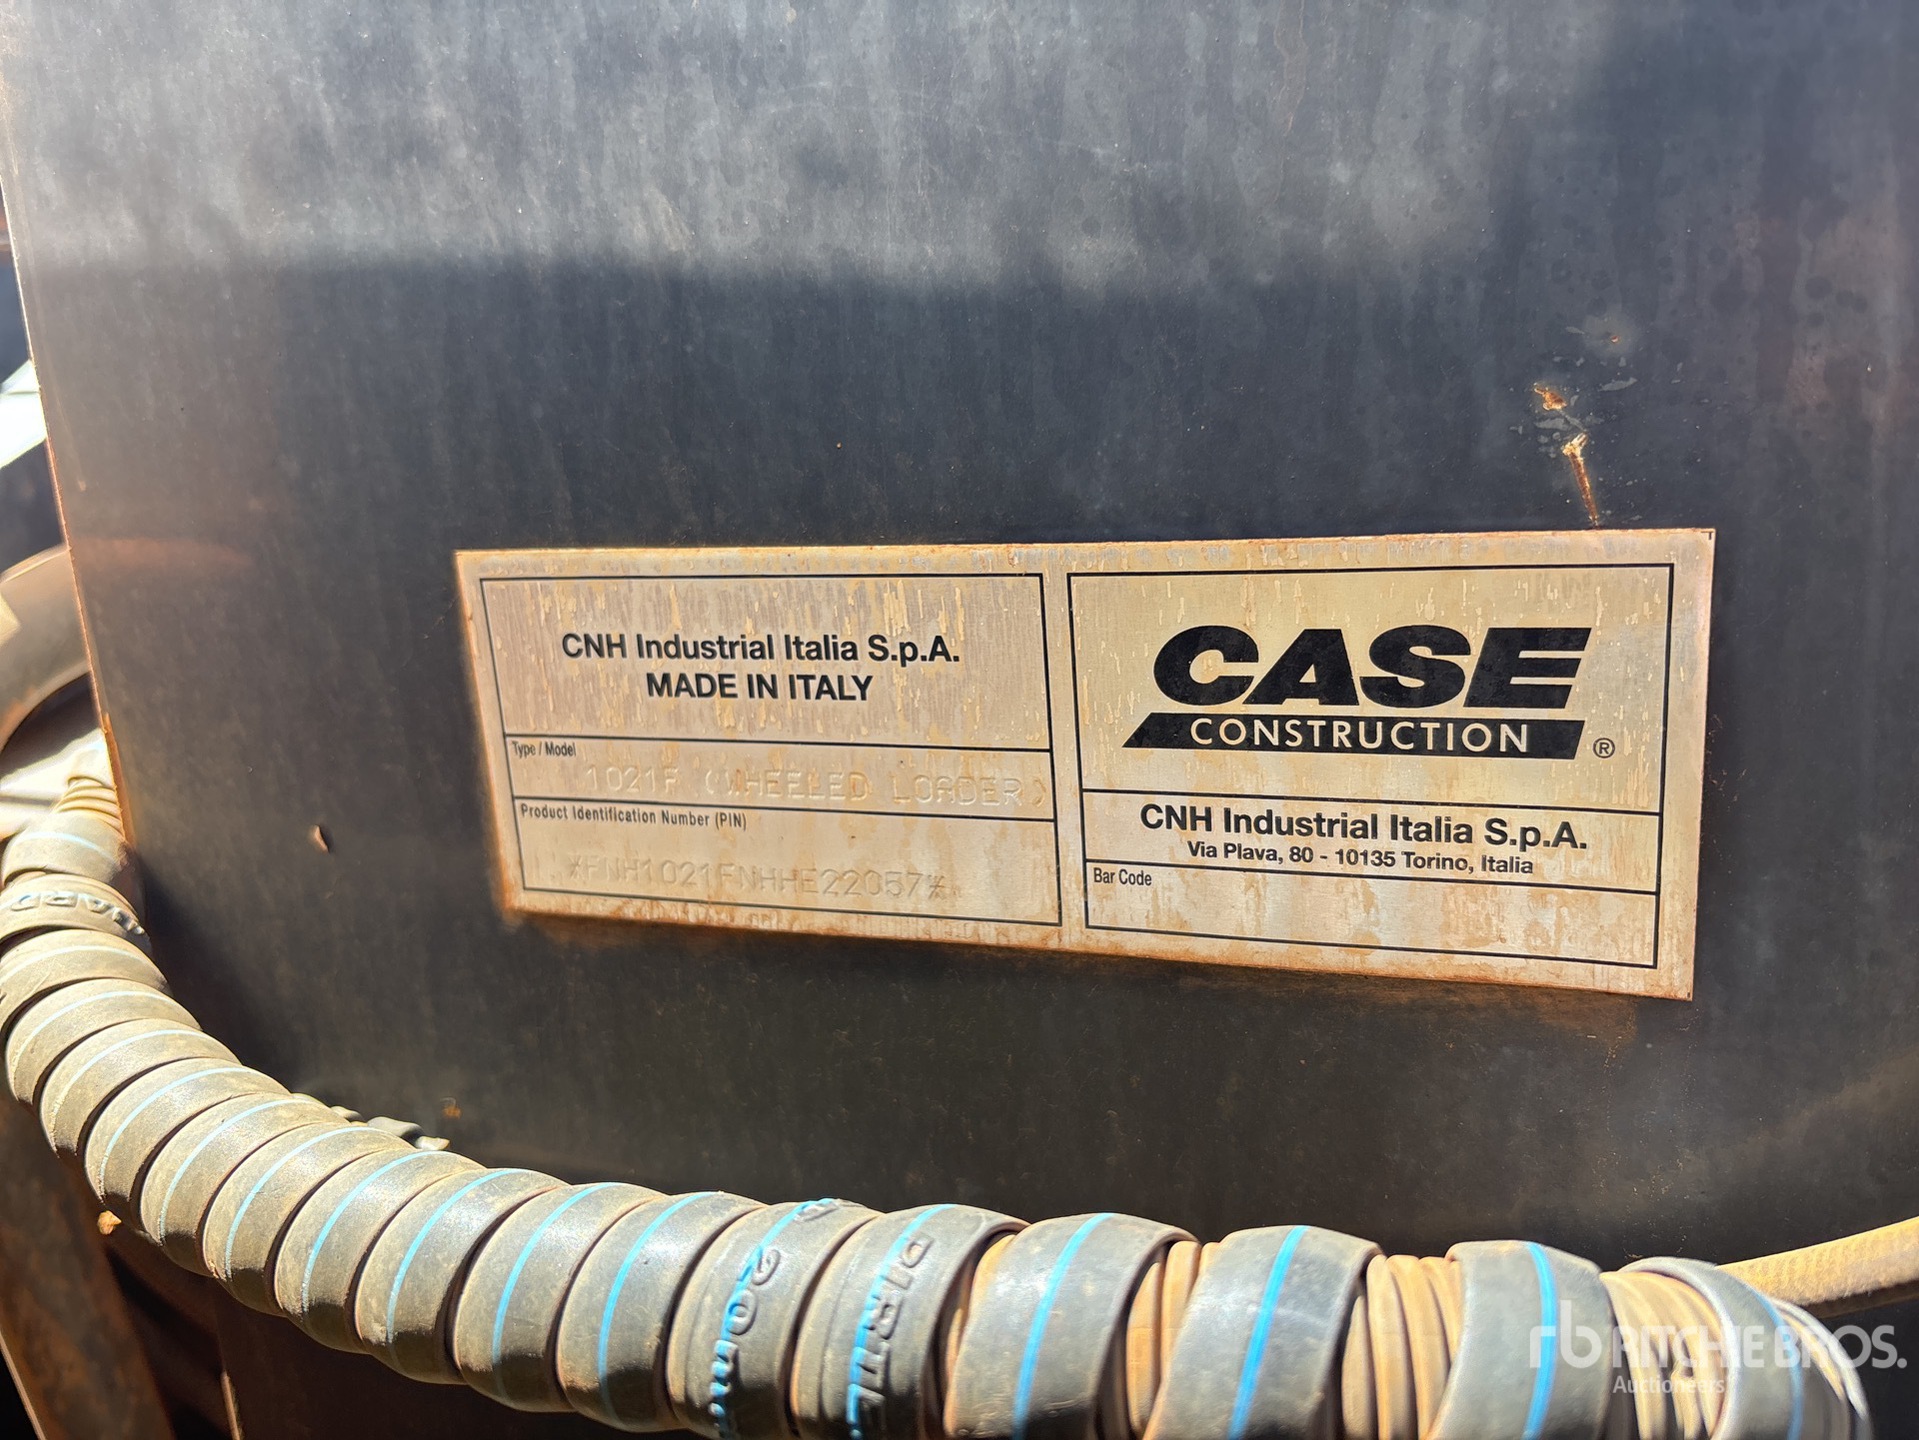 CNH Industrial Italia S.p.A.
MADE IN ITALY
Type / Model
1021F (WHEELED LOADER)
Product Identification Number (PIN)
*FNH1021FNHHE22057*
CASE
CONSTRUCTION ®
CNH Industrial Italia S.p.A.
Via Plava, 80 - 10135 Torino, Italia
Bar Code
rb RITCHIE BROS.
Auctioneers